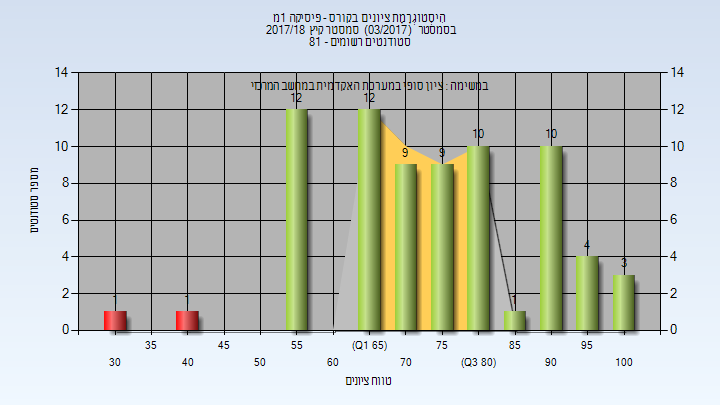 היסטוגרמת ציונים בקורס - פיסיקה 1מ
בסמסטר (03/2017) סמסטר קיץ 2017/18
סטודנטים רשומים - 81
במשימה : ציון סופי במערכת האקדמית במחשב המרכזי
מספר סטודנטים
14 14
12 12
10 10
8 8
6 6
4 4
2 2
0 0
1 1 12 12 9 9 10 1 10 4 3
35 45 55 (Q1 65) 75 85 95
30 40 50 60 70 (Q3 80) 90 100
טווח ציונים